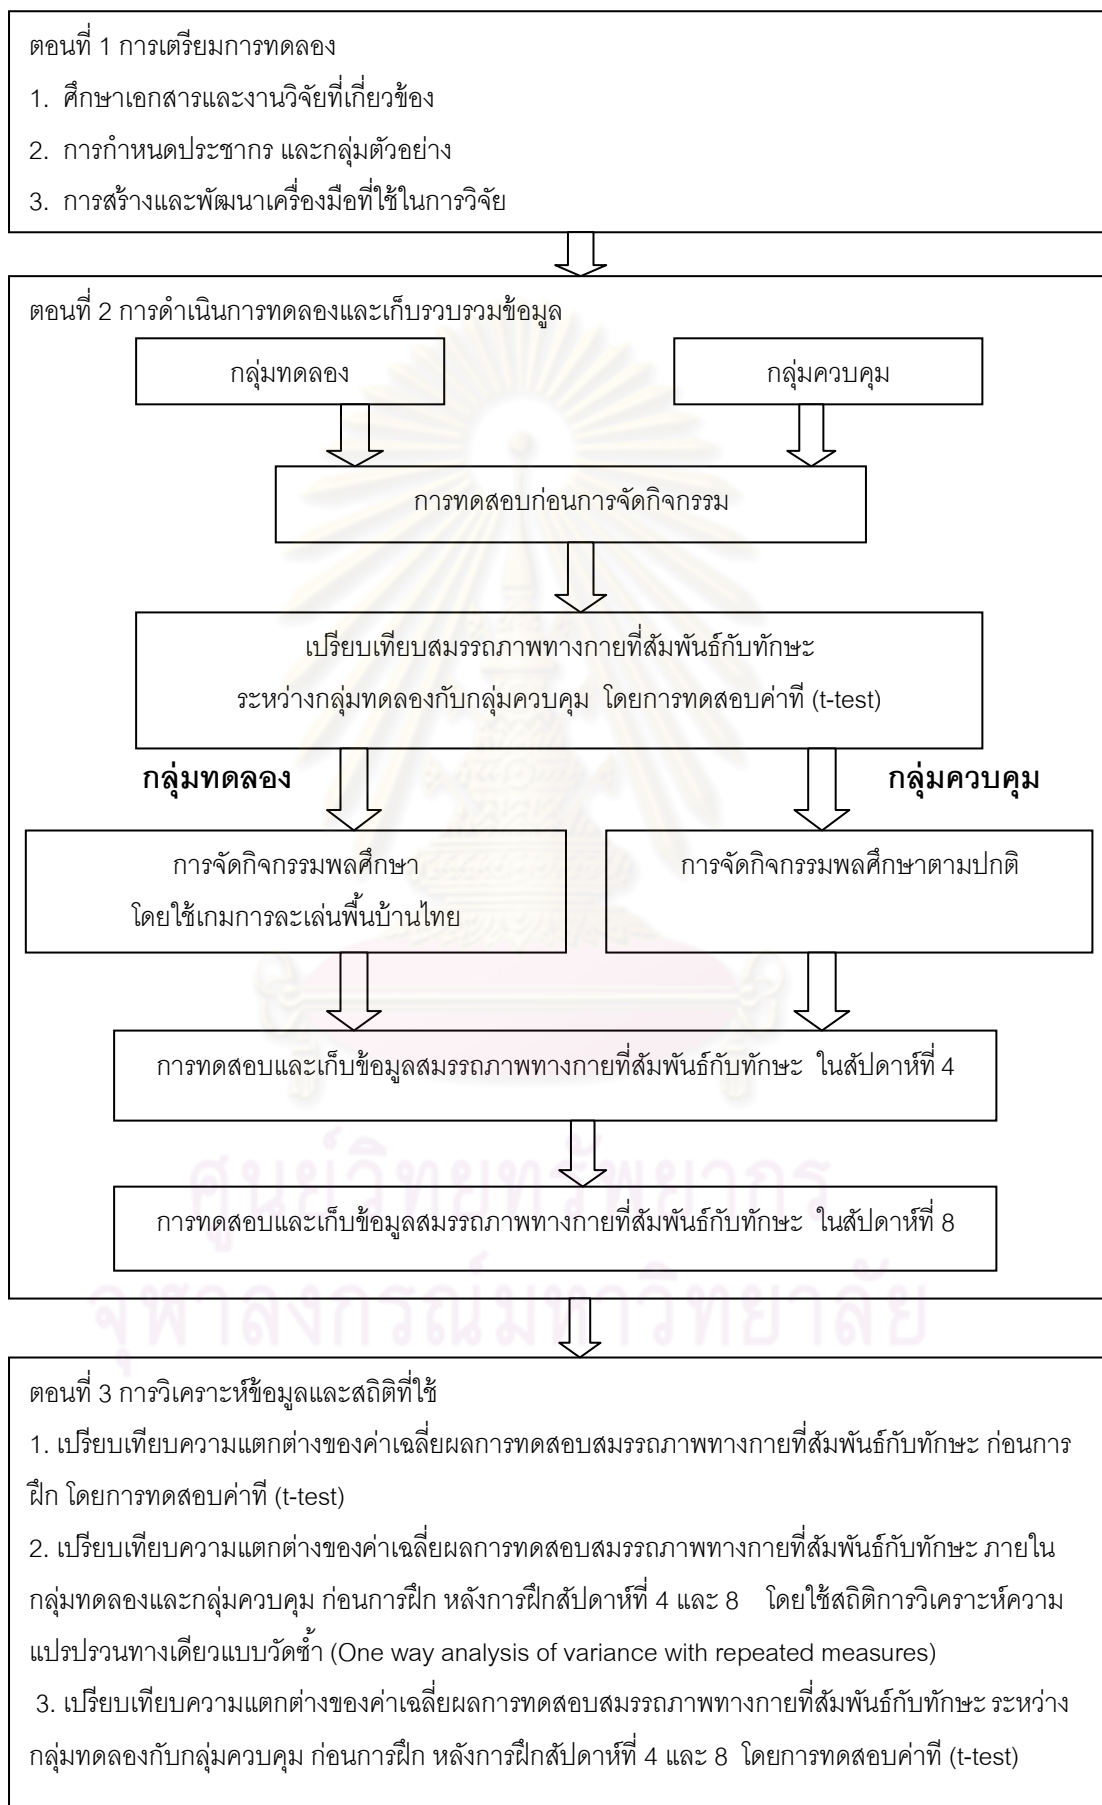 ตอนที่ 1 การเตรียมการทดลอง
1. ศึกษาเอกสารและงานวิจัยที่เกี่ยวข้อง
2. การกำหนดประชากร และกลุ่มตัวอย่าง
3. การสร้างและพัฒนาเครื่องมือที่ใช้ในการวิจัย
ตอนที่ 2 การดำเนินการทดลองและเก็บรวบรวมข้อมูล
กลุ่มทดลอง
กลุ่มควบคุม
การทดสอบก่อนการจัดกิจกรรม
เปรียบเทียบสมรรถภาพทางกายที่สัมพันธ์กับทักษะ
ระหว่างกลุ่มทดลองกับกลุ่มควบคุม โดยการทดสอบค่าที (t-test)
กลุ่มทดลอง
กลุ่มควบคุม
การจัดกิจกรรมพลศึกษา
โดยใช้เกมการละเล่นพื้นบ้านไทย
การจัดกิจกรรมพลศึกษาตามปกติ
การทดสอบและเก็บข้อมูลสมรรถภาพทางกายที่สัมพันธ์กับทักษะ ในสัปดาห์ที่ 4
ศูนย์วิทยทรัพยากร
การทดสอบและเก็บข้อมูลสมรรถภาพทางกายที่สัมพันธ์กับทักษะ ในสัปดาห์ที่ 8
จุฬาลงกรณ์มหาวิทยาลัย
ตอนที่ 3 การวิเคราะห์ข้อมูลและสถิติที่ใช้
1. เปรียบเทียบความแตกต่างของค่าเฉลี่ยผลการทดสอบสมรรถภาพทางกายที่สัมพันธ์กับทักษะ ก่อนการ
ฝึก โดยการทดสอบค่าที (t-test)
2. เปรียบเทียบความแตกต่างของค่าเฉลี่ยผลการทดสอบสมรรถภาพทางกายที่สัมพันธ์กับทักษะ ภายใน
กลุ่มทดลองและกลุ่มควบคุม ก่อนการฝึก หลังการฝึกสัปดาห์ที่ 4 และ 8 โดยใช้สถิติการวิเคราะห์ความ
แปรปรวนทางเดียวแบบวัดซ้ำ (One way analysis of variance with repeated measures)
3. เปรียบเทียบความแตกต่างของค่าเฉลี่ยผลการทดสอบสมรรถภาพทางกายที่สัมพันธ์กับทักษะ ระหว่าง
กลุ่มทดลองกับกลุ่มควบคุม ก่อนการฝึก หลังการฝึกสัปดาห์ที่ 4 และ 8 โดยการทดสอบค่าที (t-test)